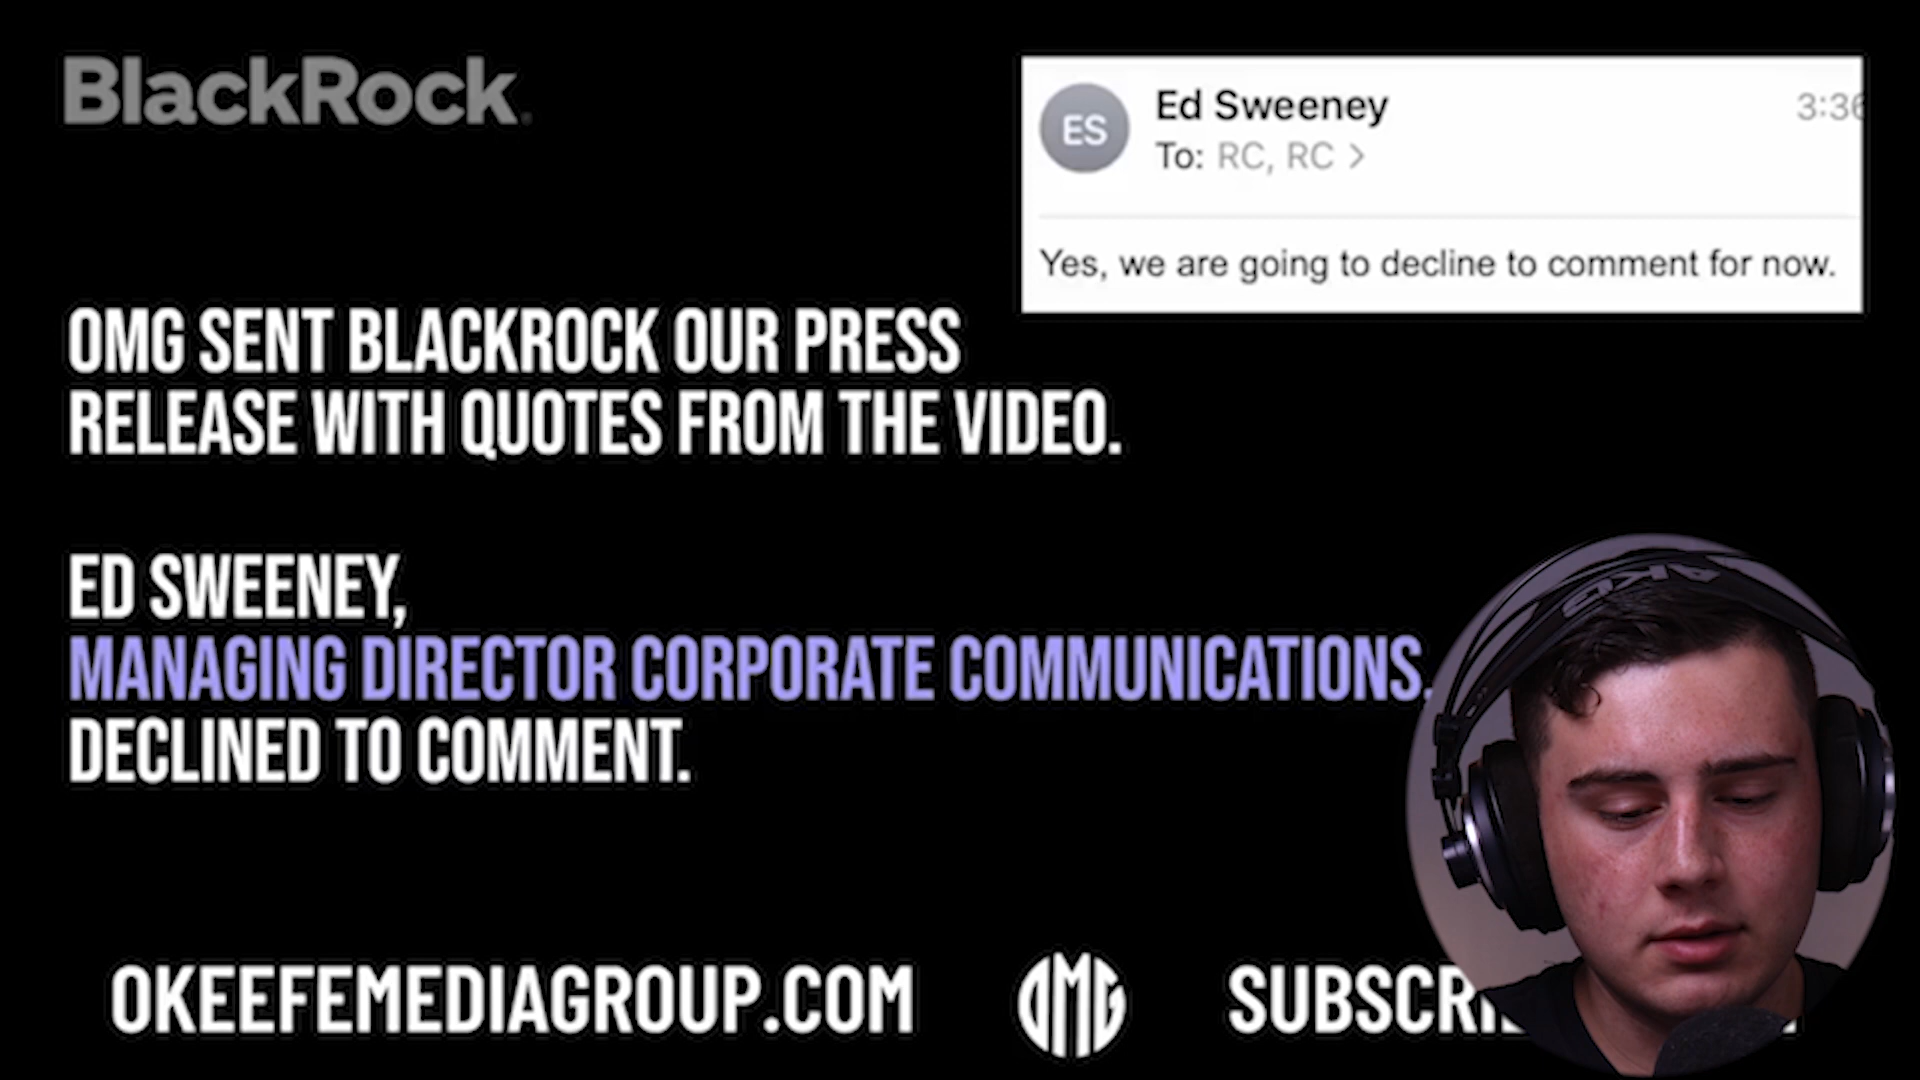 BlackRock.
ES
Ed Sweeney
3:36
To: RC, RC >
Yes, we are going to decline to comment for now.
OMG SENT BLACKROCK OUR PRESS
RELEASE WITH QUOTES FROM THE VIDEO.
ED SWEENEY,
MANAGING DIRECTOR CORPORATE COMMUNICATIONS,
DECLINED TO COMMENT.
AKG
OKEEFEMEDIAGROUP.COM
OMG